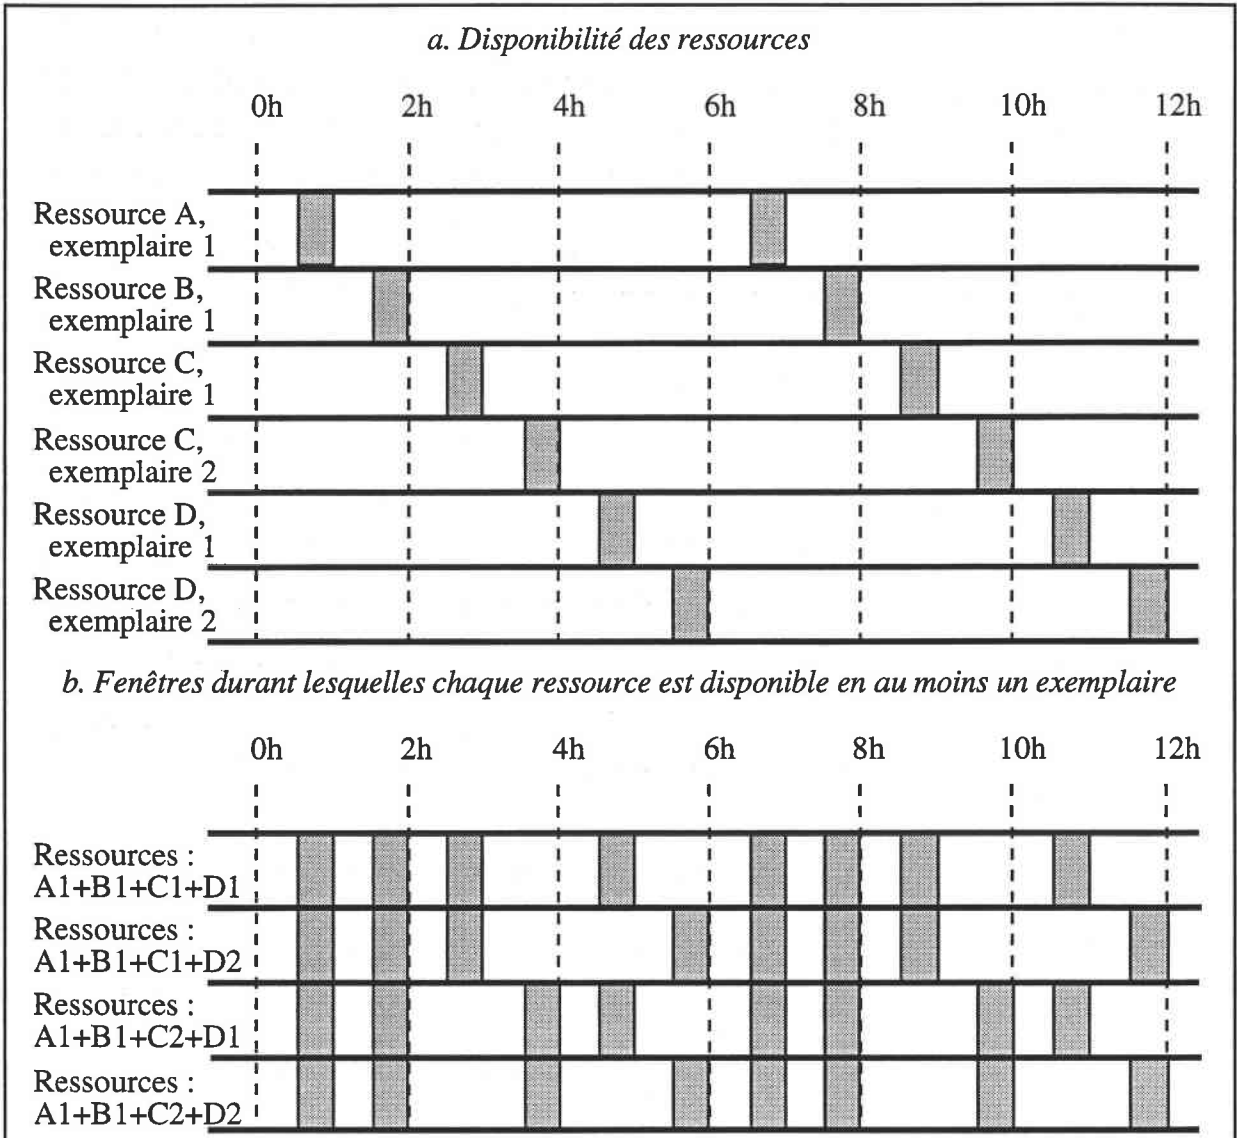 a. Disponibilité des ressources
0h 2h 4h 6h 8h 10h 12h
Ressource A,
exemplaire 1
Ressource B,
exemplaire 1
Ressource C,
exemplaire 1
Ressource C,
exemplaire 2
Ressource D,
exemplaire 1
Ressource D,
exemplaire 2
b. Fenêtres durant lesquelles chaque ressource est disponible en au moins un exemplaire
0h 2h 4h 6h 8h 10h 12h
Ressources :
A1+B1+C1+D1
Ressources :
A1+B1+C1+D2
Ressources :
A1+B1+C2+D1
Ressources :
A1+B1+C2+D2